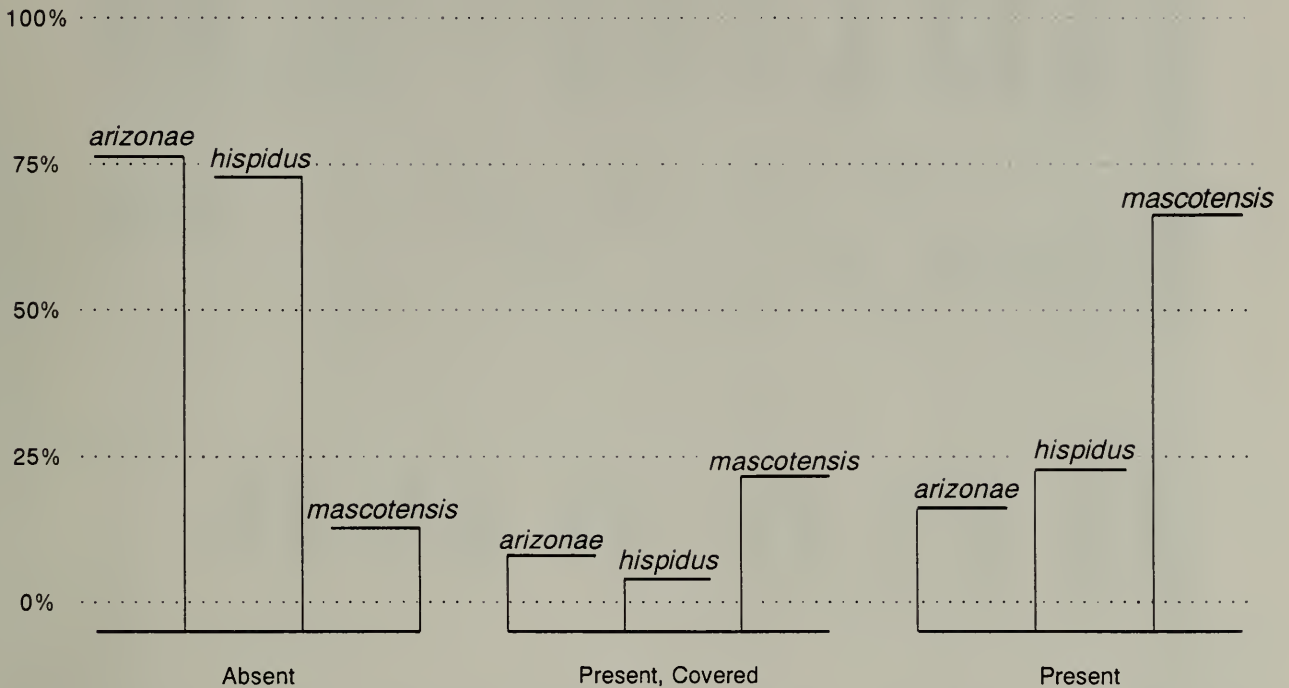 100%
arizonae
75%
hispidus
mascotensis
50%
25%
hispidus
mascotensis
arizonae
mascotensis
arizonae
hispidus
0%
Absent
Present, Covered
Present